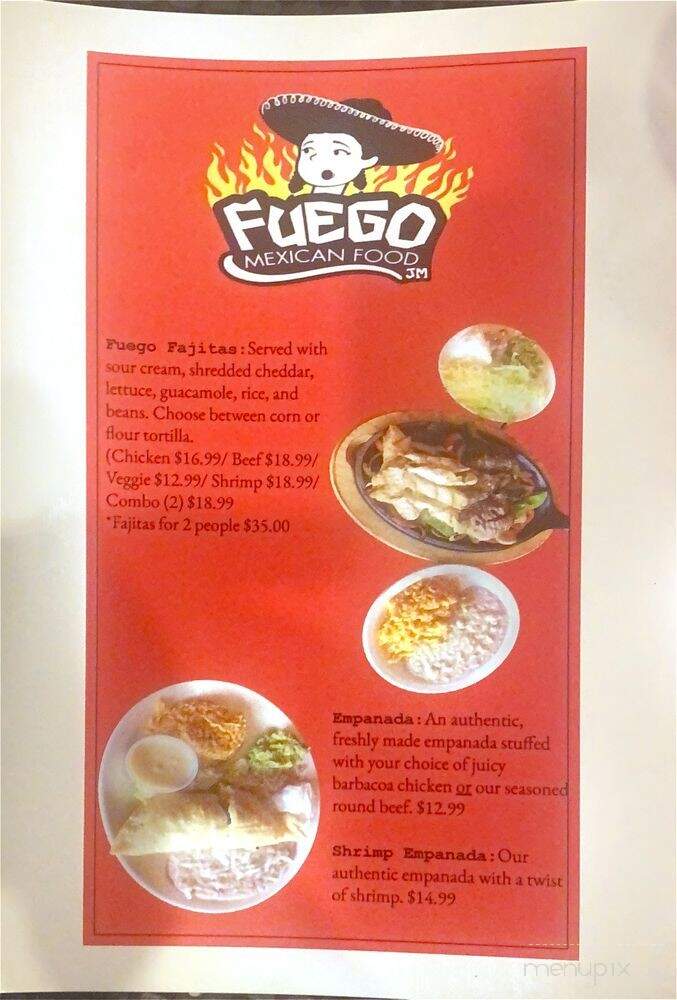 FUEGO
MEXICAN FOOD
JM
Fuego Fajitas: Served with
sour cream, shredded cheddar,
lettuce, guacamole, rice, and
beans. Choose between corn or
flour tortilla.
(Chicken $16.99/ Beef $18.99/
Veggie $12.99/ Shrimp $18.99/
Combo (2) $18.99
*Fajitas for 2 people $35.00
Empanada: An authentic,
freshly made empanada stuffed
with your choice of juicy
barbacoa chicken or our seasoned
round beef. $12.99
Shrimp Empanada: Our
authentic empanada with a twist
of shrimp. $14.99
menupix